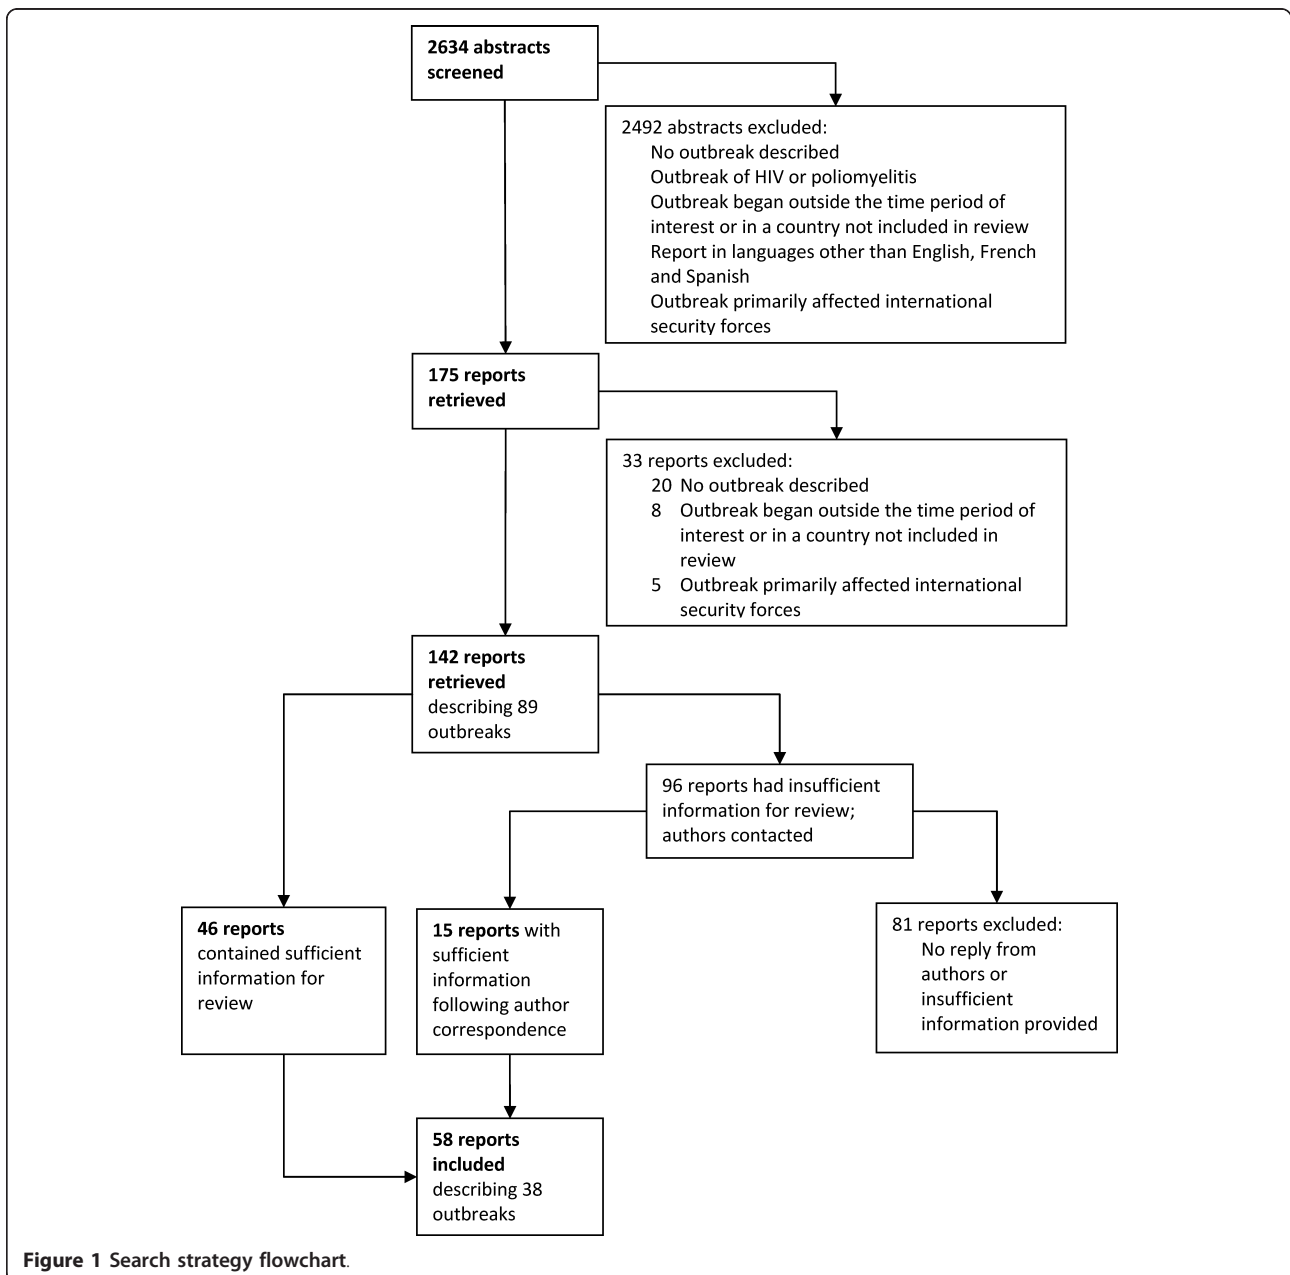 2634 abstracts
screened
2492 abstracts excluded:
No outbreak described
Outbreak of HIV or poliomyelitis
Outbreak began outside the time period of
interest or in a country not included in review
Report in languages other than English, French
and Spanish
Outbreak primarily affected international
security forces
175 reports
retrieved
33 reports excluded:
20 No outbreak described
8 Outbreak began outside the time period of
interest or in a country not included in
review
5 Outbreak primarily affected international
security forces
142 reports
retrieved
describing 89
outbreaks
96 reports had insufficient
information for review;
authors contacted
46 reports
contained sufficient
information for
review
15 reports with
sufficient
information
following author
correspondence
81 reports excluded:
No reply from
authors or
insufficient
information provided
58 reports
included
describing 38
outbreaks
Figure 1 Search strategy flowchart.